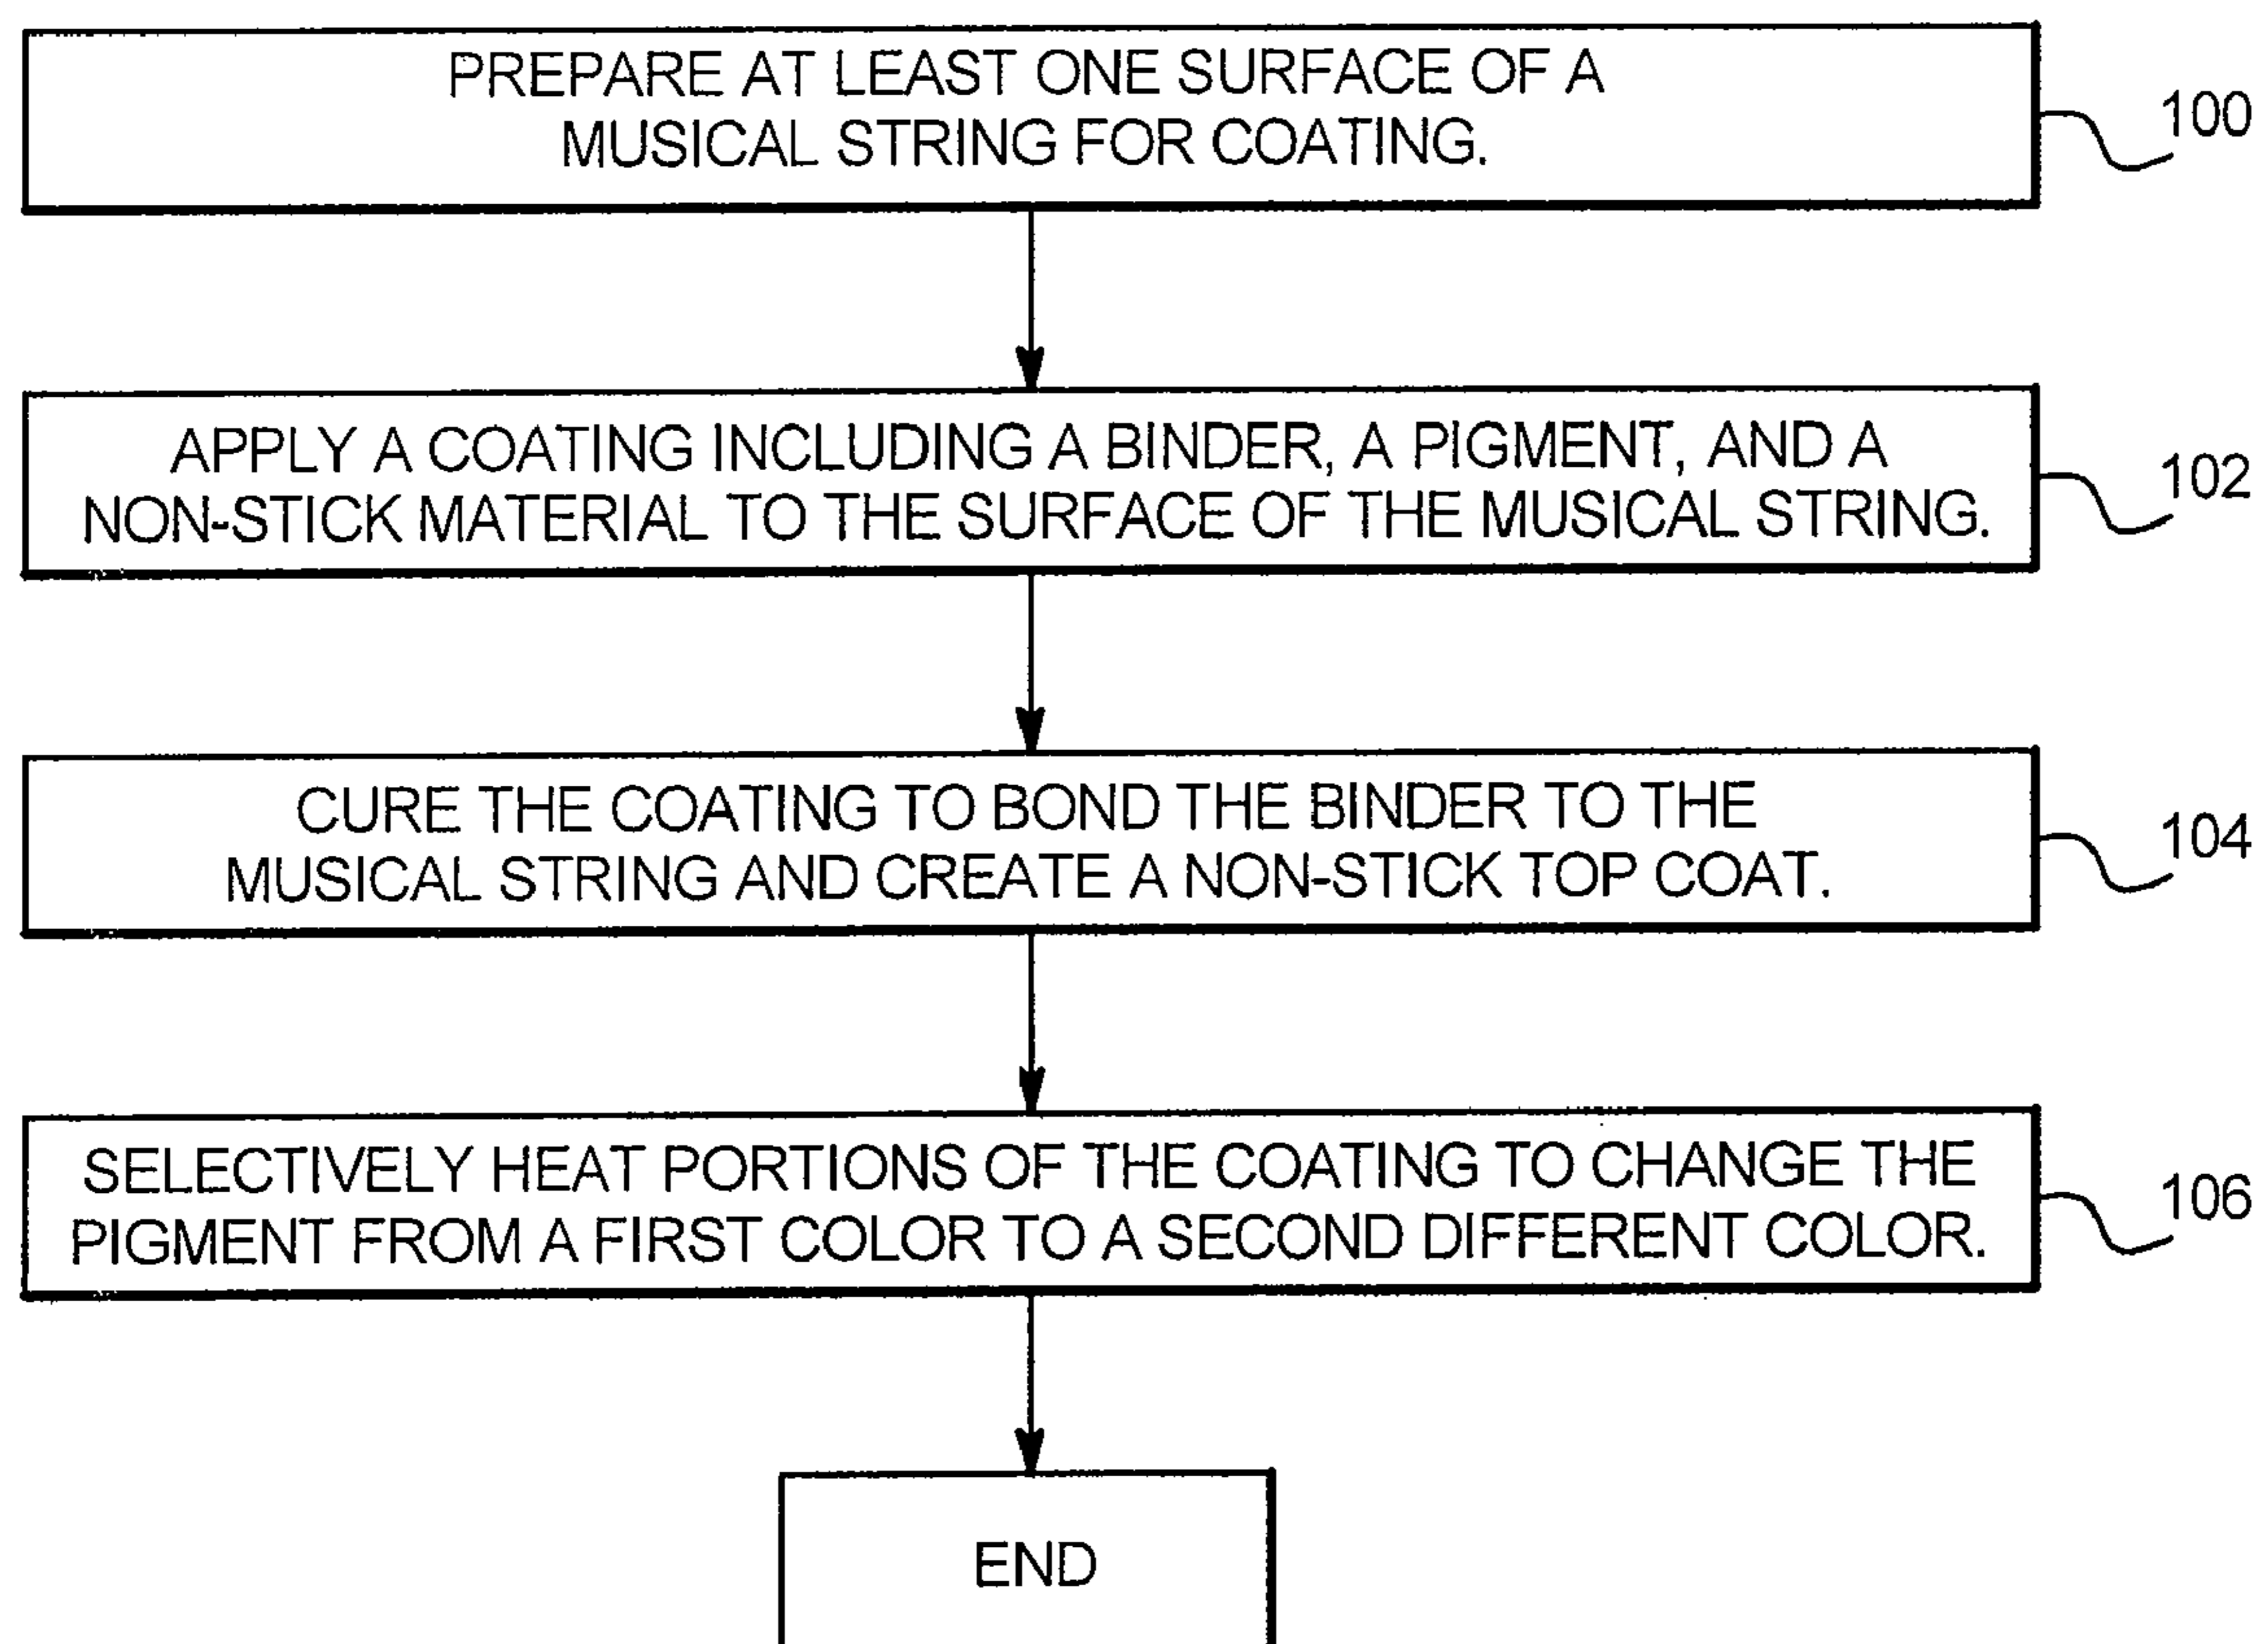 PREPARE AT LEAST ONE SURFACE OF A
MUSICAL STRING FOR COATING.
100
APPLY A COATING INCLUDING A BINDER, A PIGMENT, AND A
NON-STICK MATERIAL TO THE SURFACE OF THE MUSICAL STRING.
102
CURE THE COATING TO BOND THE BINDER TO THE
MUSICAL STRING AND CREATE A NON-STICK TOP COAT.
104
SELECTIVELY HEAT PORTIONS OF THE COATING TO CHANGE THE
PIGMENT FROM A FIRST COLOR TO A SECOND DIFFERENT COLOR.
106
END